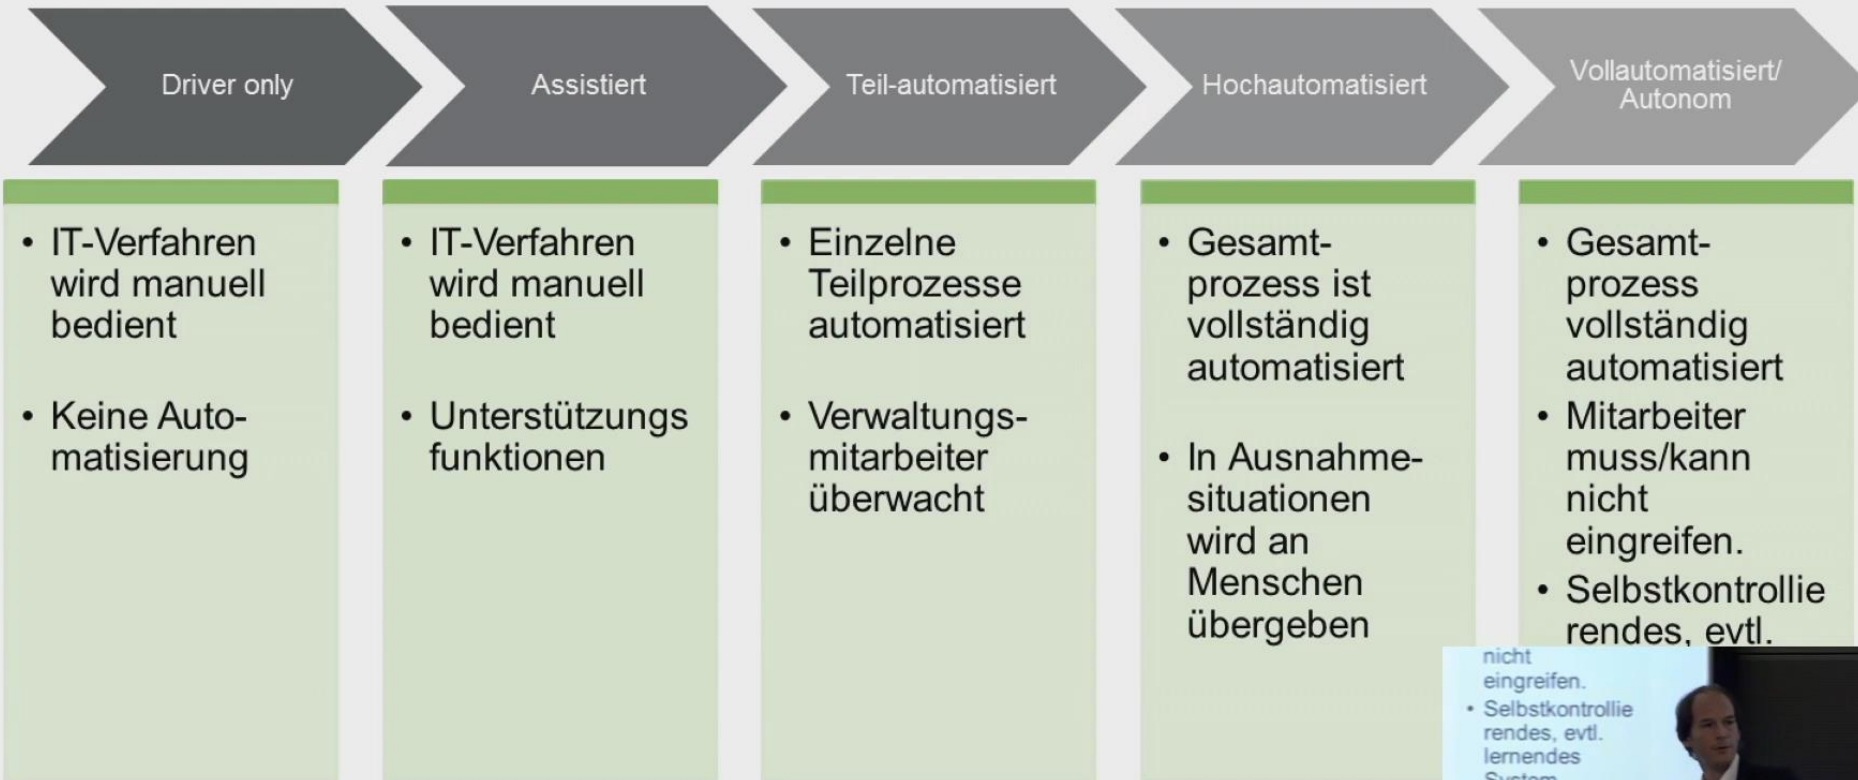 Driver only
Assistiert
Teil-automatisiert
Hochautomatisiert
Vollautomatisiert/
Autonom
• IT-Verfahren
wird manuell
bedient
• Keine Auto-
matisierung
• IT-Verfahren
wird manuell
bedient
• Unterstützungs
funktionen
• Einzelne
Teilprozesse
automatisiert
• Verwaltungs-
mitarbeiter
überwacht
• Gesamt-
prozess ist
vollständig
automatisiert
• In Ausnahme-
situationen
wird an
Menschen
übergeben
• Gesamt-
prozess
vollständig
automatisiert
• Mitarbeiter
muss/kann
nicht
eingreifen.
• Selbstkontrollie
rendes, evtl.
nicht
eingreifen.
• Selbstkontrollie
rendes, evtl.
lernendes
System